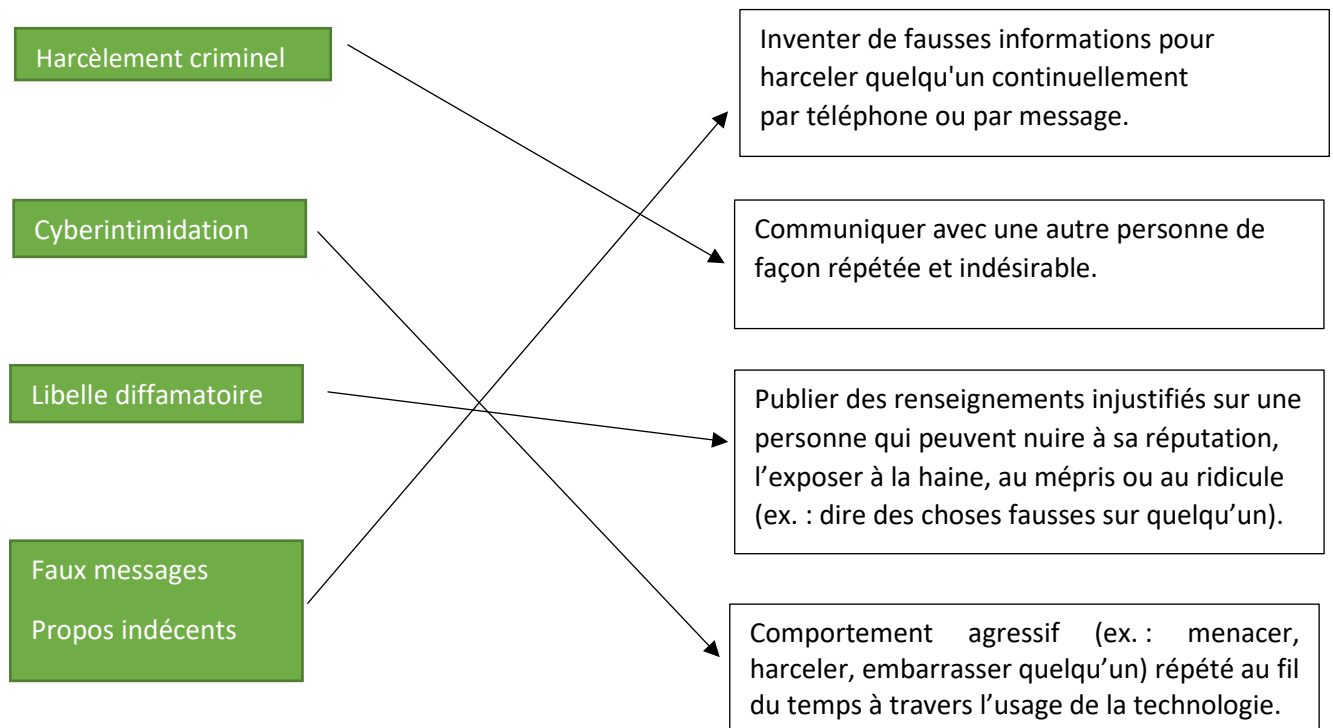 Harcèlement criminel
Inventer de fausses informations pour
harceler quelqu'un continuellement
par téléphone ou par message.
Cyberintimidation
Communiquer avec une autre personne de
façon répétée et indésirable.
Libelle diffamatoire
Publier des renseignements injustifiés sur une
personne qui peuvent nuire à sa réputation,
l’exposer à la haine, au mépris ou au ridicule
(ex. : dire des choses fausses sur quelqu’un).
Faux messages
Propos indécents
Comportement agressif (ex. : menacer,
harceler, embarrasser quelqu’un) répété au fil
du temps à travers l’usage de la technologie.